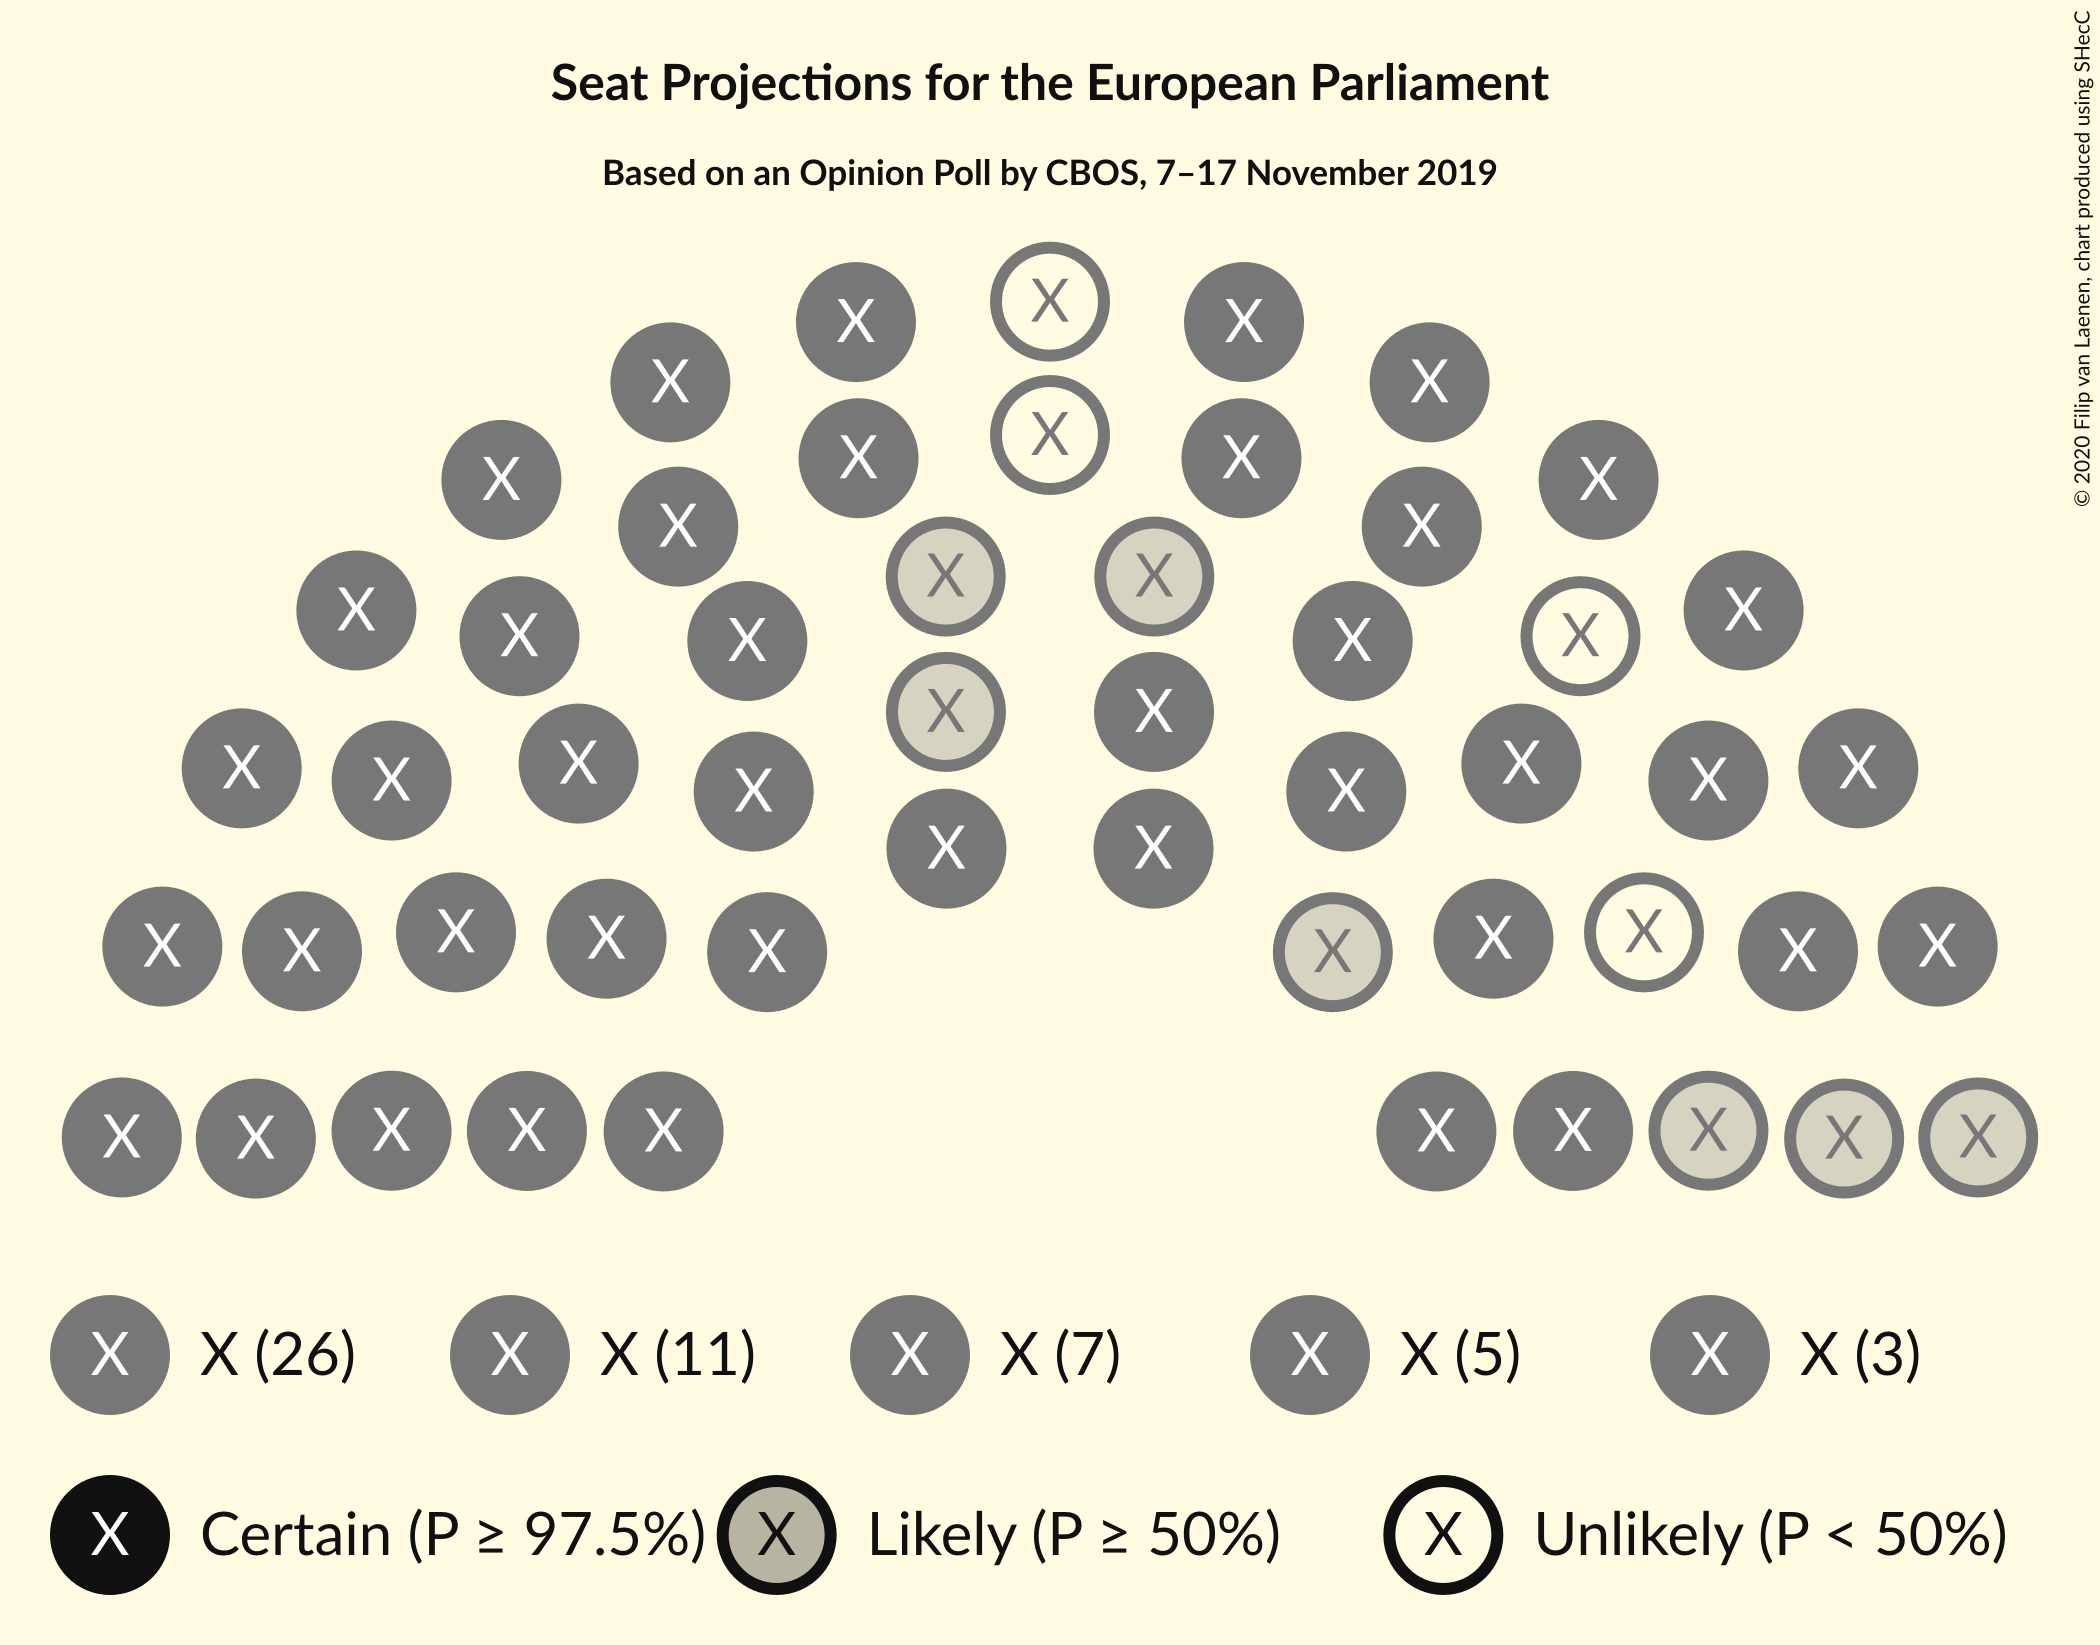 Seat Projections for the European Parliament
Based on an Opinion Poll by CBOS, 7–17 November 2019
© 2020 Filip van Laenen, chart produced using SHecC
X
X X
X X
X
X X
X X
X X
X X
X X
X X X X
X X
X X X X X X X X
X X
X X X X X X X X X X
X X X X X X X X X X
X X (26) X X (11) X X (7) X X (5) X X (3)
X Certain (P ≥ 97.5%) X Likely (P ≥ 50%) X Unlikely (P < 50%)